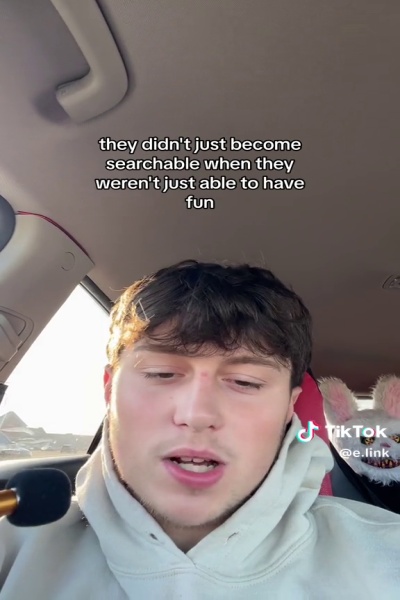 they didn't just become
searchable when they
weren't just able to have
fun
TikTok
@e.link